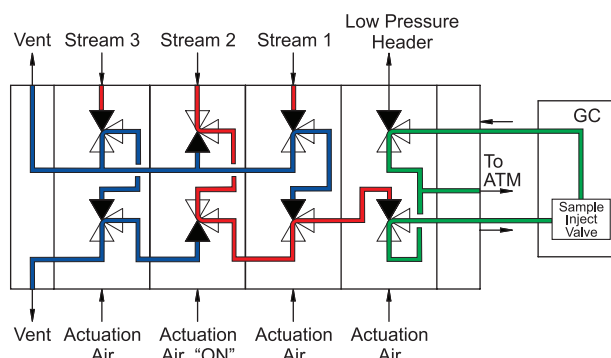 Vent
Stream 3
Stream 2
Stream 1
Low Pressure
Header
GC
To
ATM
Sample
Inject
Valve
Vent
Actuation
Air
Actuation
Air "ON"
Actuation
Air
Actuation
Air